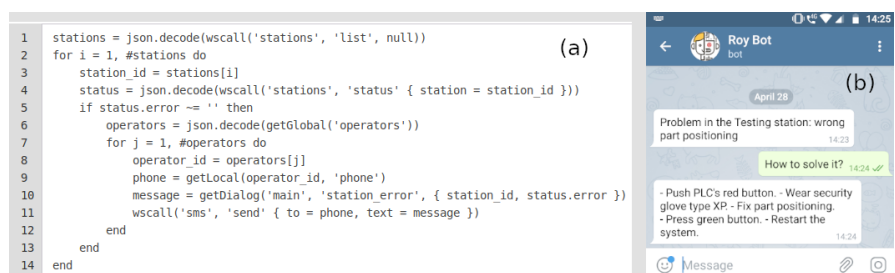 1 stations = json.decode(wscall('stations', 'list', null))
2 for i = 1, #stations do
3 station_id = stations[i]
4 status = json.decode(wscall('stations', 'status' { station = station_id }))
5 if status.error ~= '' then
6 operators = json.decode(getGlobal('operators'))
7 for j = 1, #operators do
8 operator_id = operators[j]
9 phone = getLocal(operator_id, 'phone')
10 message = getDialog('main', 'station_error', { station_id, status.error })
11 wscall('sms', 'send' { to = phone, text = message })
12 end
13 end
14 end
(a)
14:25
Roy Bot
bot
(b)
April 28
Problem in the Testing station: wrong
part positioning
14:23
How to solve it?
14:24
- Push PLC's red button. - Wear security
glove type XP. - Fix part positioning.
- Press green button. - Restart the
system.
14:24
Message